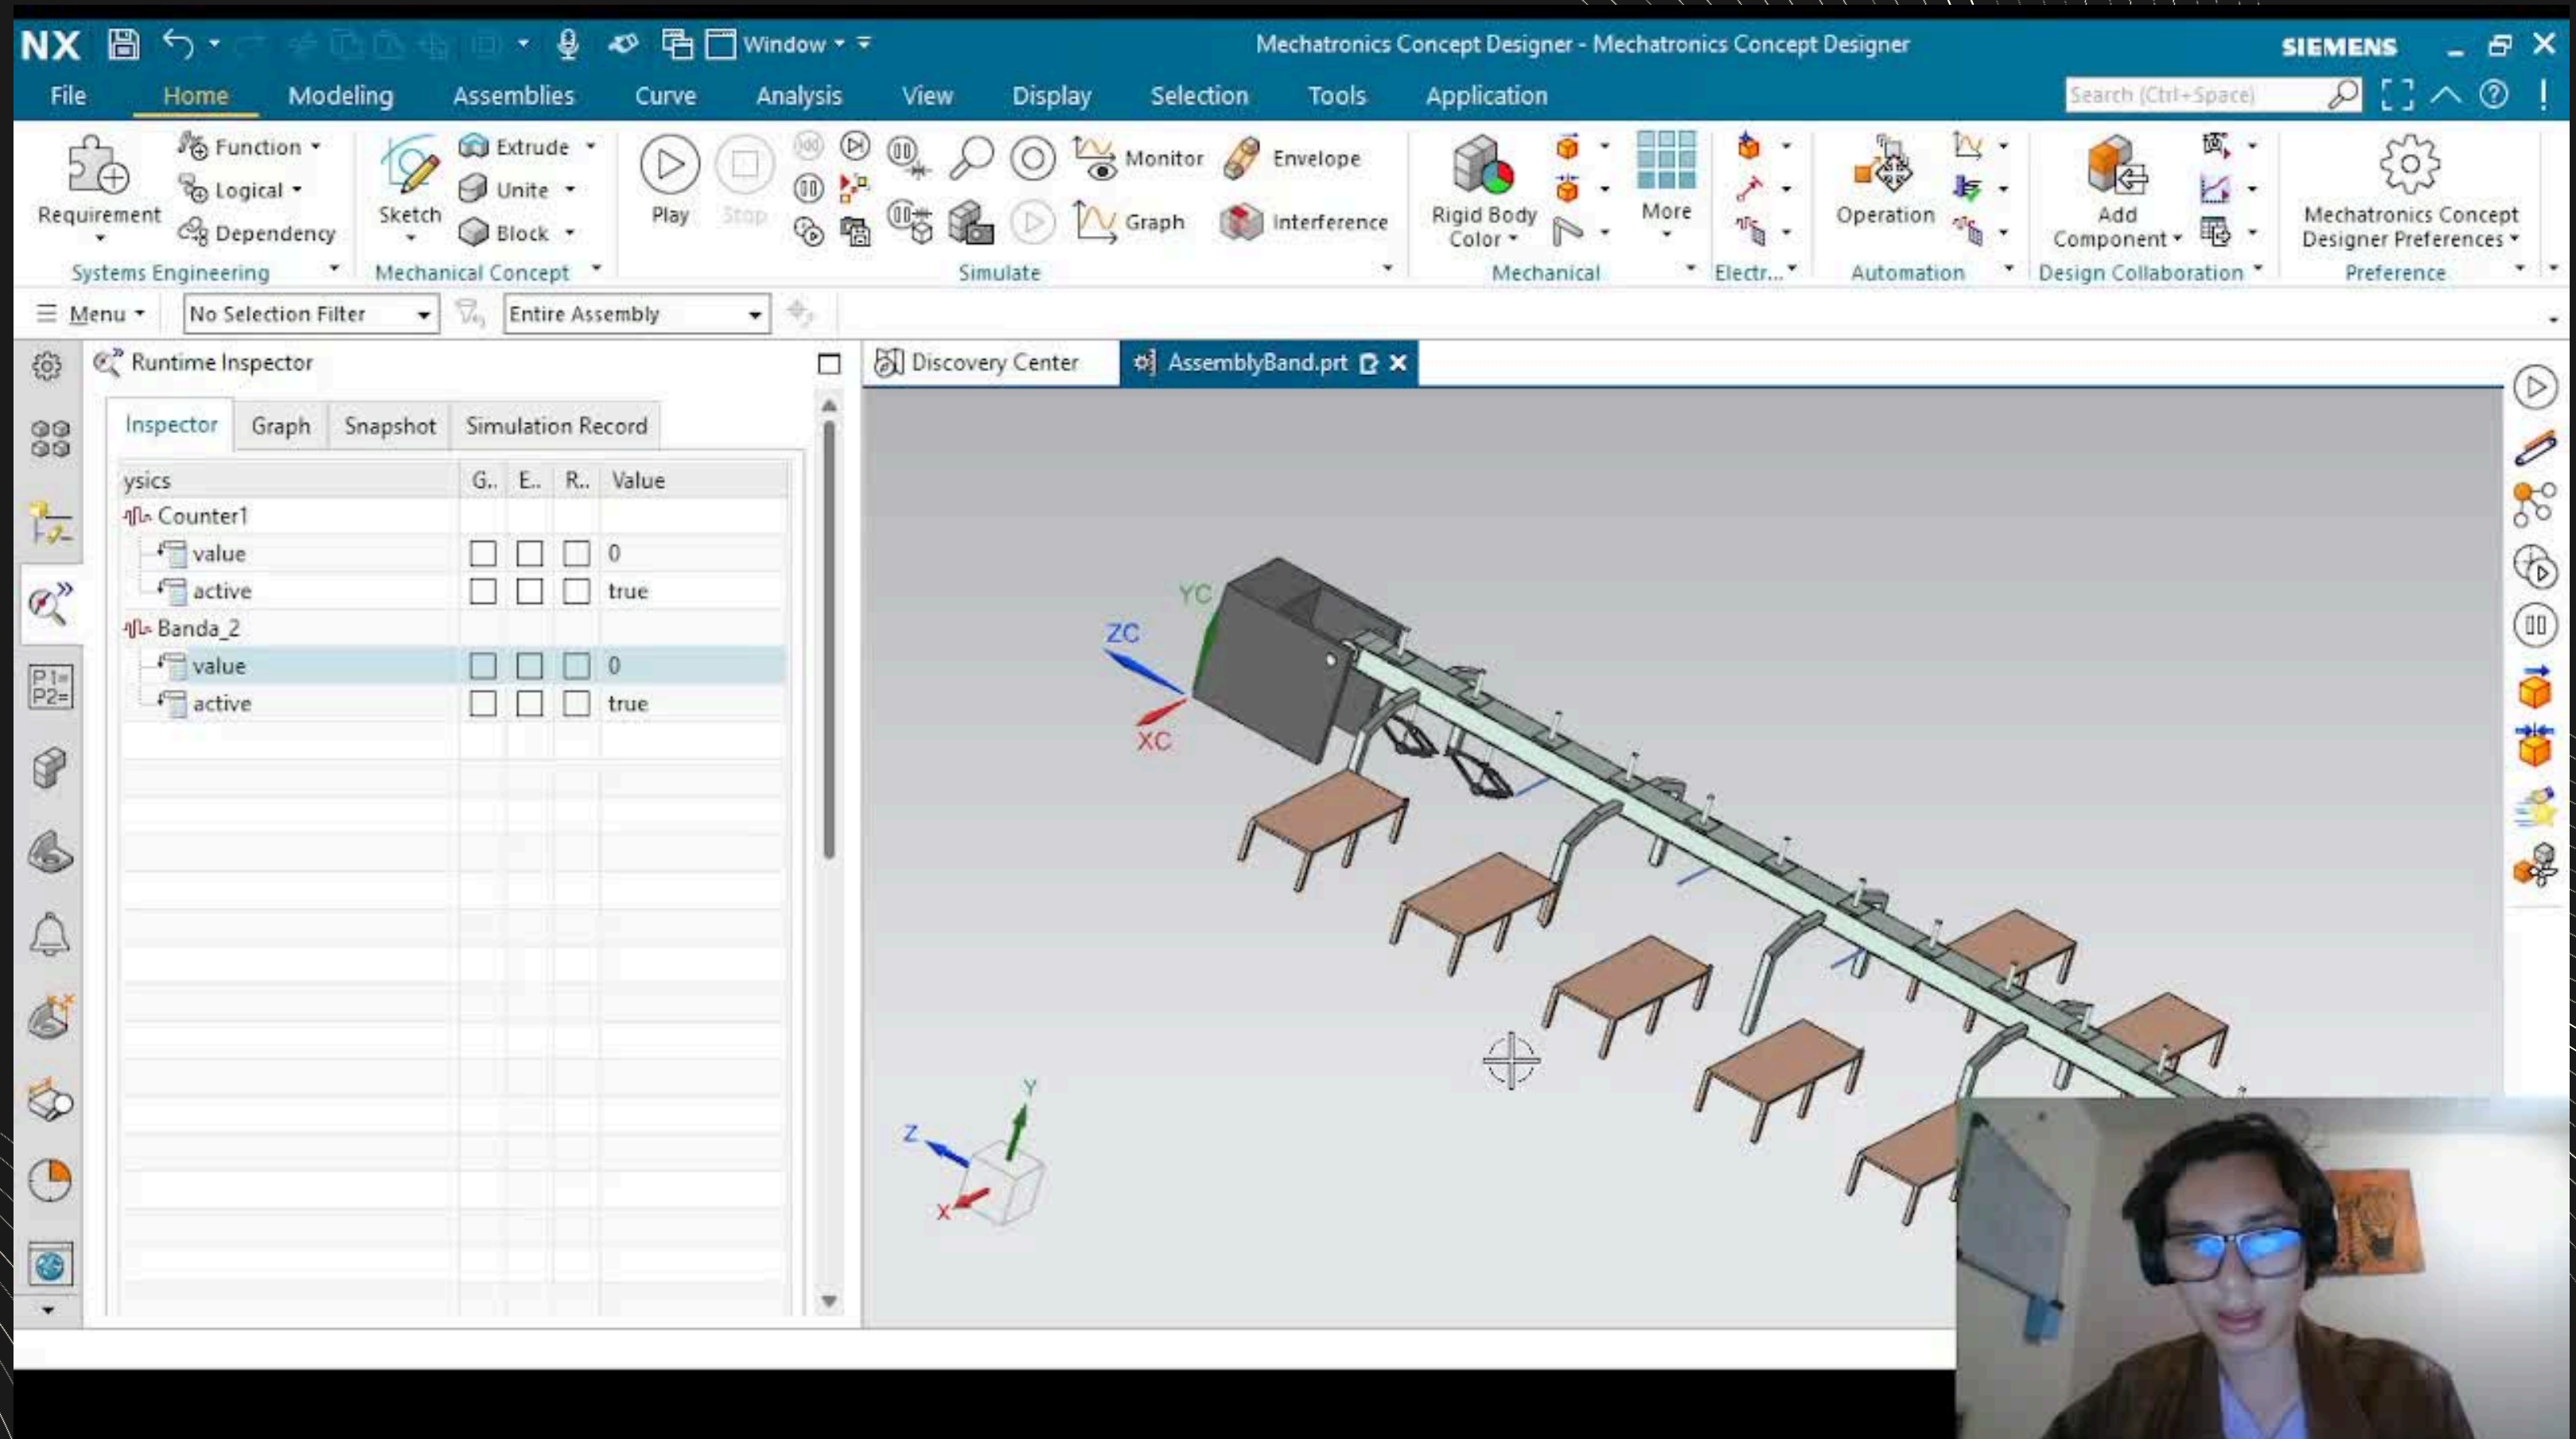 NX Window Mechatronics Concept Designer - Mechatronics Concept Designer SIEMENS
File Home Modeling Assemblies Curve Analysis View Display Selection Tools Application Search (Ctrl+Space)
Requirement
Function
Logical
Dependency
Systems Engineering
Sketch
Extrude
Unite
Block
Mechanical Concept
Play
Stop
Monitor
Graph
Envelope
Interference
Simulate
Rigid Body
Color
More
Mechanical
Electr...
Operation
Automation
Add
Component
Design Collaboration
Mechatronics Concept
Designer Preferences
Preference
Menu No Selection Filter Entire Assembly
Runtime Inspector
Discovery Center AssemblyBand.prt
Inspector Graph Snapshot Simulation Record
ysics G.. E.. R.. Value
Counter1
value 0
active true
Banda_2
value 0
active true
P1=
P2=
YC
ZC
XC
Y
Z
X